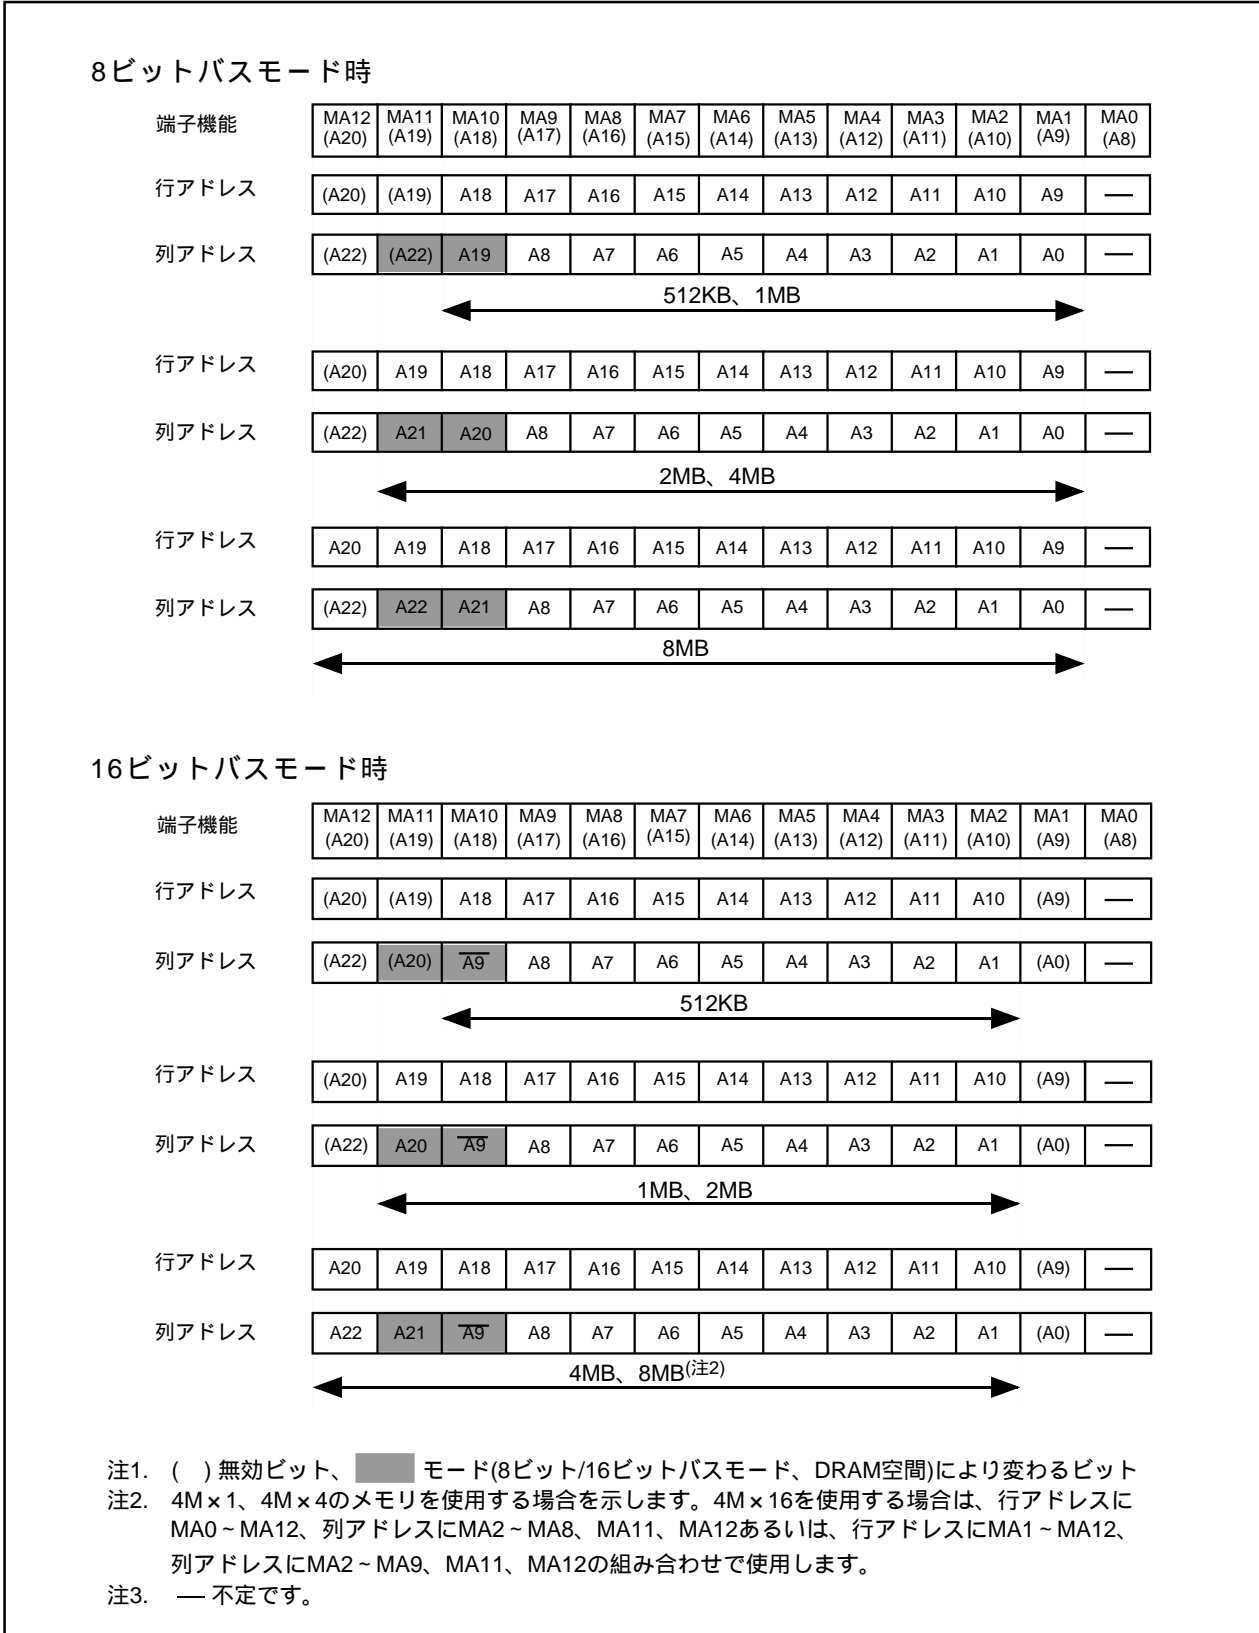 8ビットバスモード時
端子機能 MA12 (A20) MA11 (A19) MA10 (A18) MA9 (A17) MA8 (A16) MA7 (A15) MA6 (A14) MA5 (A13) MA4 (A12) MA3 (A11) MA2 (A10) MA1 (A9) MA0 (A8)
行アドレス (A20) (A19) A18 A17 A16 A15 A14 A13 A12 A11 A10 A9 —
列アドレス (A22) (A22) A19 A8 A7 A6 A5 A4 A3 A2 A1 A0 —
512KB、1MB
行アドレス (A20) A19 A18 A17 A16 A15 A14 A13 A12 A11 A10 A9 —
列アドレス (A22) A21 A20 A8 A7 A6 A5 A4 A3 A2 A1 A0 —
2MB、4MB
行アドレス A20 A19 A18 A17 A16 A15 A14 A13 A12 A11 A10 A9 —
列アドレス (A22) A22 A21 A8 A7 A6 A5 A4 A3 A2 A1 A0 —
8MB
16ビットバスモード時
端子機能 MA12 (A20) MA11 (A19) MA10 (A18) MA9 (A17) MA8 (A16) MA7 (A15) MA6 (A14) MA5 (A13) MA4 (A12) MA3 (A11) MA2 (A10) MA1 (A9) MA0 (A8)
行アドレス (A20) (A19) A18 A17 A16 A15 A14 A13 A12 A11 A10 (A9) —
列アドレス (A22) (A20) A̅9̅ A8 A7 A6 A5 A4 A3 A2 A1 (A0) —
512KB
行アドレス (A20) A19 A18 A17 A16 A15 A14 A13 A12 A11 A10 (A9) —
列アドレス (A22) A20 A̅9̅ A8 A7 A6 A5 A4 A3 A2 A1 (A0) —
1MB、2MB
行アドレス A20 A19 A18 A17 A16 A15 A14 A13 A12 A11 A10 (A9) —
列アドレス A22 A21 A̅9̅ A8 A7 A6 A5 A4 A3 A2 A1 (A0) —
4MB、8MB(注2)
注1. ( ) 無効ビット、 モード(8ビット/16ビットバスモード、DRAM空間)により変わるビット
注2. 4M×1、4M×4のメモリを使用する場合を示します。4M×16を使用する場合は、行アドレスに
MA0～MA12、列アドレスにMA2～MA8、MA11、MA12あるいは、行アドレスにMA1～MA12、
列アドレスにMA2～MA9、MA11、MA12の組み合わせで使用します。
注3. — 不定です。